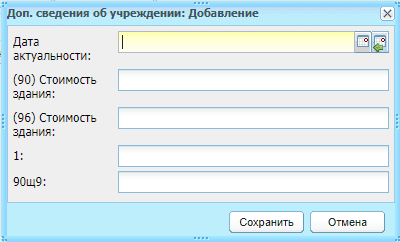 Доп. сведения об учреждении: Добавление
Дата
актуальности:
(90) Стоимость
здания:
(96) Стоимость
здания:
1:
90щ9:
Сохранить
Отмена